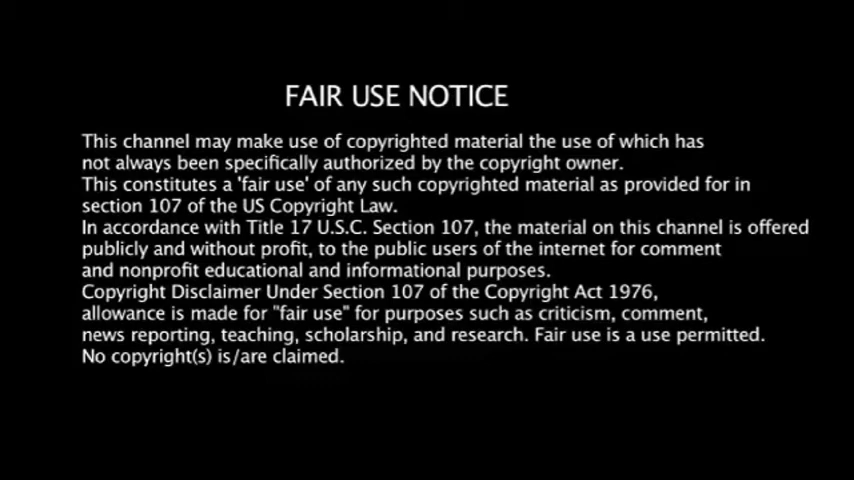 FAIR USE NOTICE
This channel may make use of copyrighted material the use of which has
not always been specifically authorized by the copyright owner.
This constitutes a 'fair use' of any such copyrighted material as provided for in
section 107 of the US Copyright Law.
In accordance with Title 17 U.S.C. Section 107, the material on this channel is offered
publicly and without profit, to the public users of the internet for comment
and nonprofit educational and informational purposes.
Copyright Disclaimer Under Section 107 of the Copyright Act 1976,
allowance is made for "fair use" for purposes such as criticism, comment,
news reporting, teaching, scholarship, and research. Fair use is a use permitted.
No copyright(s) is/are claimed.